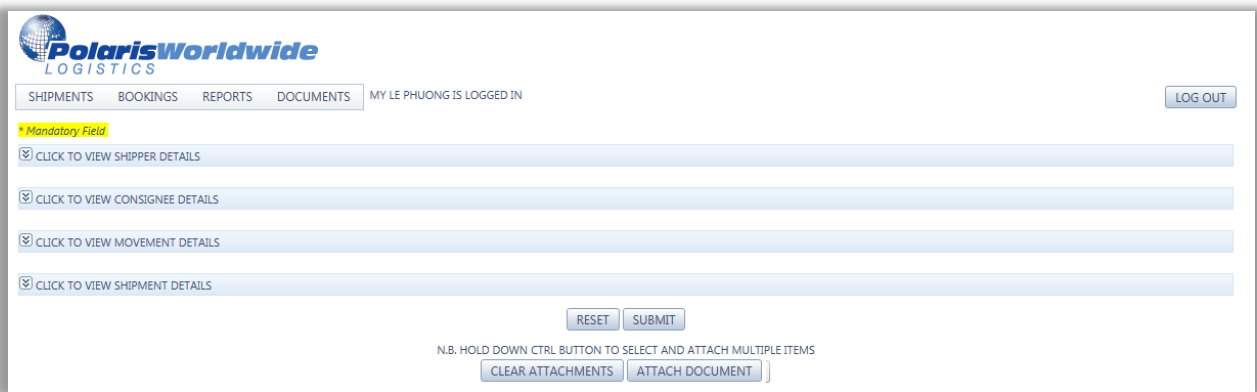 PolarisWorldwide
LOGISTICS
SHIPMENTS BOOKINGS REPORTS DOCUMENTS MY LE PHUONG IS LOGGED IN LOG OUT
* Mandatory Field
CLICK TO VIEW SHIPPER DETAILS
CLICK TO VIEW CONSIGNEE DETAILS
CLICK TO VIEW MOVEMENT DETAILS
CLICK TO VIEW SHIPMENT DETAILS
RESET SUBMIT
N.B. HOLD DOWN CTRL BUTTON TO SELECT AND ATTACH MULTIPLE ITEMS
CLEAR ATTACHMENTS ATTACH DOCUMENT